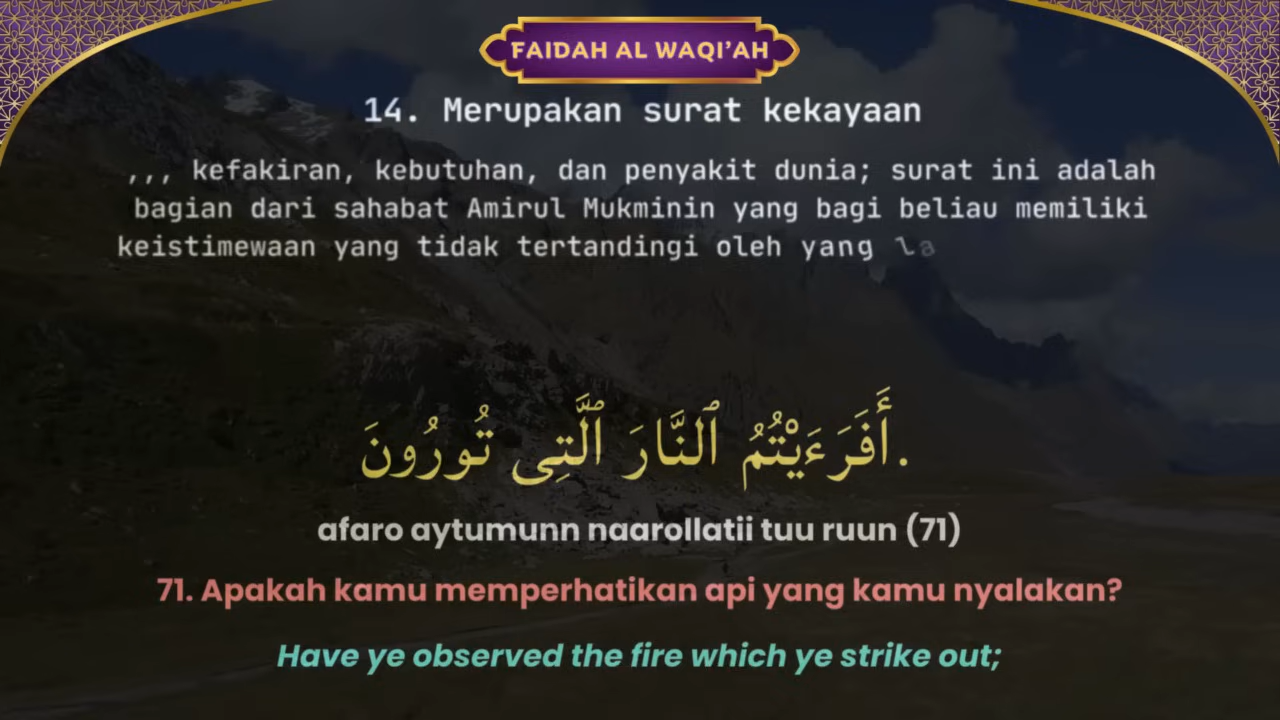 FAIDAH AL WAQI'AH
14. Merupakan surat kekayaan
,,, kefakiran, kebutuhan, dan penyakit dunia; surat ini adalah
bagian dari sahabat Amirul Mukminin yang bagi beliau memiliki
keistimewaan yang tidak tertandingi oleh yang la
.أَفَرَءَيْتُمُ ٱلنَّارَ ٱلَّتِى تُورُونَ
afaro aytumunn naarollatii tuu ruun (71)
71. Apakah kamu memperhatikan api yang kamu nyalakan?
Have ye observed the fire which ye strike out;